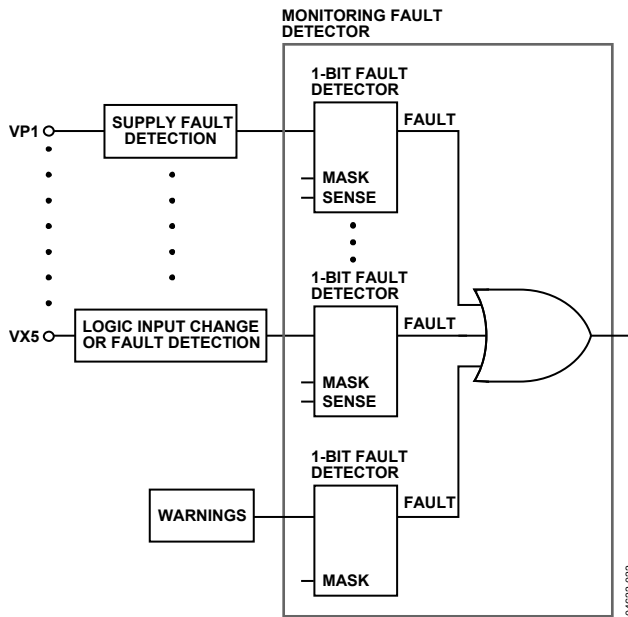 MONITORING FAULT
DETECTOR
1-BIT FAULT
DETECTOR
VP1
SUPPLY FAULT
DETECTION
FAULT
MASK
SENSE
1-BIT FAULT
DETECTOR
VX5
LOGIC INPUT CHANGE
OR FAULT DETECTION
FAULT
MASK
SENSE
1-BIT FAULT
DETECTOR
WARNINGS
FAULT
MASK